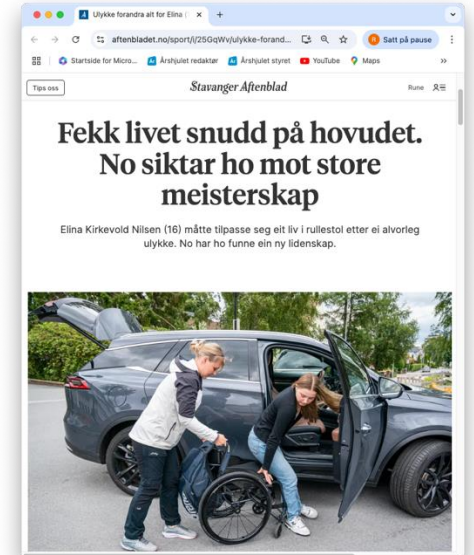 Ulykke forandra alt for Elina (
aftenbladet.no/sport/i/25GqWv/ulykke-forand...
Satt på pause
Startside for Micro...
Årshjulet redaktør
Årshjulet styret
YouTube
Maps
Tips oss
Stavanger Aftenblad
Rune
Fekk livet snudd på hovudet.
No siktar ho mot store
meisterskap
Elina Kirkevold Nilsen (16) måtte tilpasse seg eit liv i rullestol etter ei alvorleg
ulykke. No har ho funne ein ny lidenskap.